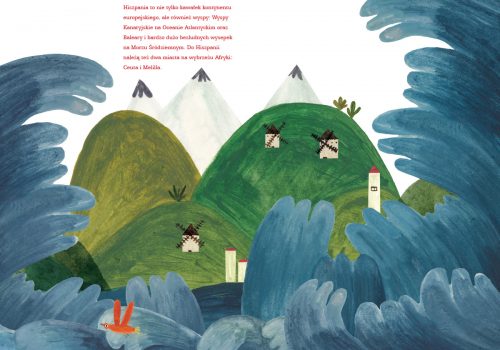 Hiszpania to nie tylko kawałek kontynentu
europejskiego, ale również wyspy: Wyspy
Kanaryjskie na Oceanie Atlantyckim oraz
Baleary i bardzo dużo bezludnych wysepek
na Morzu Śródziemnym. Do Hiszpanii
należą też dwa miasta na wybrzeżu Afryki:
Ceuta i Melilla.